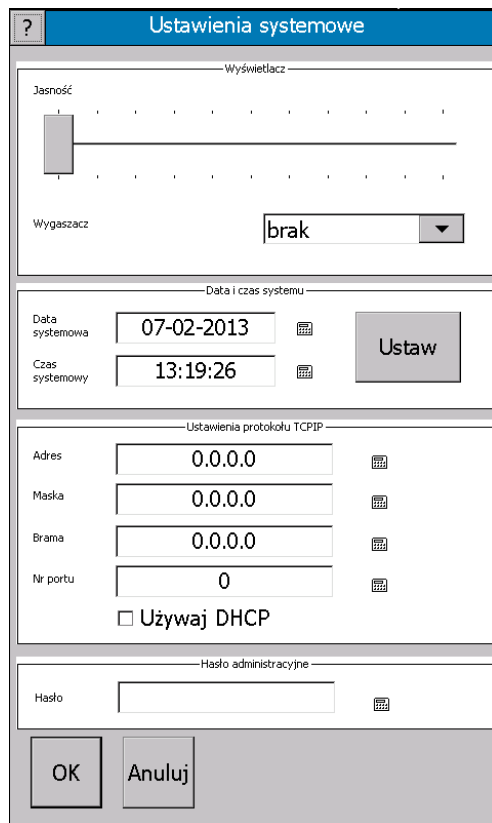 ? Ustawienia systemowe
Wyświetlacz
Jasność
Wygaszacz brak
Data i czas systemu
Data
systemowa 07-02-2013
Ustaw
Czas
systemowy 13:19:26
Ustawienia protokołu TCPIP
Adres 0.0.0.0
Maska 0.0.0.0
Brama 0.0.0.0
Nr portu 0
Używaj DHCP
Hasło administracyjne
Hasło
OK Anuluj